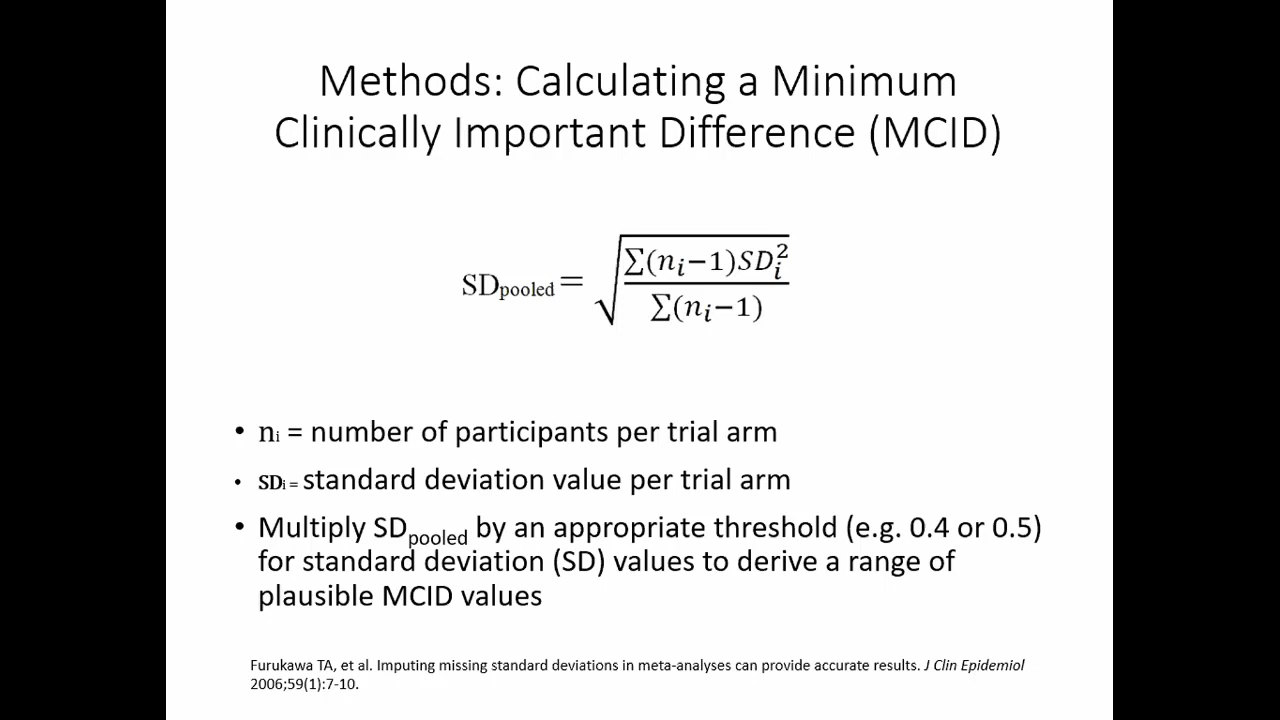 Methods: Calculating a Minimum
Clinically Important Difference (MCID)
SDpooled = √(∑(nᵢ−1)SDᵢ² / ∑(nᵢ−1))
• nᵢ = number of participants per trial arm
• SDᵢ = standard deviation value per trial arm
• Multiply SDpooled by an appropriate threshold (e.g. 0.4 or 0.5)
for standard deviation (SD) values to derive a range of
plausible MCID values
Furukawa TA, et al. Imputing missing standard deviations in meta-analyses can provide accurate results. J Clin Epidemiol
2006;59(1):7-10.